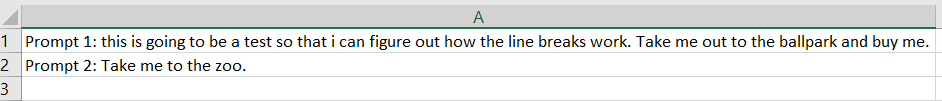 A
1 Prompt 1: this is going to be a test so that i can figure out how the line breaks work. Take me out to the ballpark and buy me.
2 Prompt 2: Take me to the zoo.
3